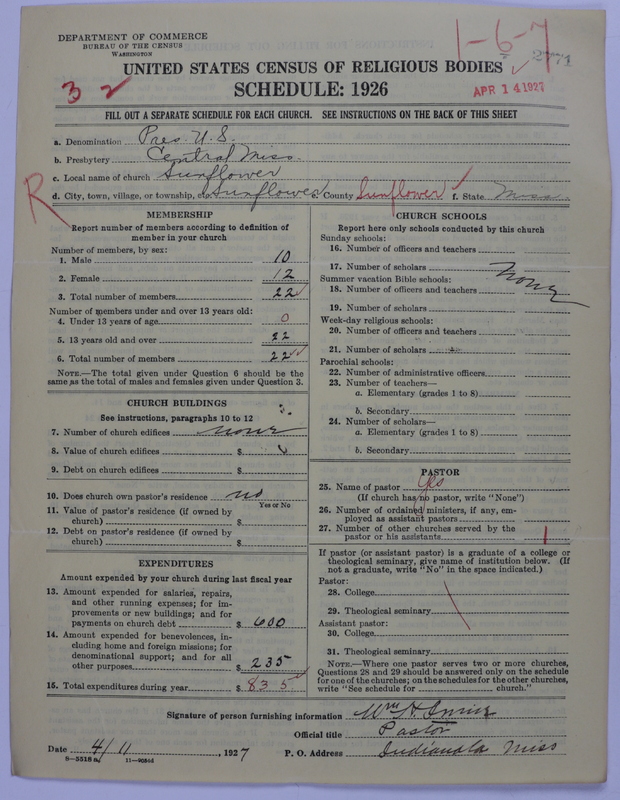 DEPARTMENT OF COMMERCE
BUREAU OF THE CENSUS
WASHINGTON
1-6-7
UNITED STATES CENSUS OF RELIGIOUS BODIES
3 2
SCHEDULE: 1926
APR 14 1927
FILL OUT A SEPARATE SCHEDULE FOR EACH CHURCH. SEE INSTRUCTIONS ON THE BACK OF THIS SHEET
a. Denomination Pres. U. S.
b. Presbytery Central Miss.
c. Local name of church Sunflower
R
d. City, town, village, or township, etc. Sunflower e. County Sunflower f. State Miss.
MEMBERSHIP
Report number of members according to definition of member in your church
Number of members, by sex:
1. Male 10
2. Female 12
3. Total number of members 22
Number of members under and over 13 years old:
4. Under 13 years of age 0
5. 13 years old and over 22
6. Total number of members 22
NOTE.—The total given under Question 6 should be the same as the total of males and females given under Question 3.
CHURCH BUILDINGS
See instructions, paragraphs 10 to 12
7. Number of church edifices none
8. Value of church edifices $
9. Debt on church edifices $
10. Does church own pastor's residence no
Yes or No
11. Value of pastor's residence (if owned by church) $
12. Debt on pastor's residence (if owned by church) $
EXPENDITURES
Amount expended by your church during last fiscal year
13. Amount expended for salaries, repairs, and other running expenses; for improvements or new buildings; and for payments on church debt $ 600
14. Amount expended for benevolences, including home and foreign missions; for denominational support; and for all other purposes $ 235
15. Total expenditures during year $ 835
CHURCH SCHOOLS
Report here only schools conducted by this church
Sunday schools:
16. Number of officers and teachers
17. Number of scholars none
Summer vacation Bible schools:
18. Number of officers and teachers
19. Number of scholars
Week-day religious schools:
20. Number of officers and teachers
21. Number of scholars
Parochial schools:
22. Number of administrative officers
23. Number of teachers—
a. Elementary (grades 1 to 8)
b. Secondary
24. Number of scholars—
a. Elementary (grades 1 to 8)
b. Secondary
PASTOR
25. Name of pastor Yes
(If church has no pastor, write "None")
26. Number of ordained ministers, if any, employed as assistant pastors
27. Number of other churches served by the pastor or his assistants 1
If pastor (or assistant pastor) is a graduate of a college or theological seminary, give name of institution below. (If not a graduate, write "No" in the space indicated.)
Pastor:
28. College
29. Theological seminary
Assistant pastor:
30. College
31. Theological seminary
NOTE.—Where one pastor serves two or more churches, Questions 28 and 29 should be answered only on the schedule for one of the churches; on the schedules for the other churches, write "See schedule for church."
Signature of person furnishing information Wm H.
Official title Pastor
Date 4/11, 1927 P. O. Address Indianola Miss
8-5518 a 11-9056d